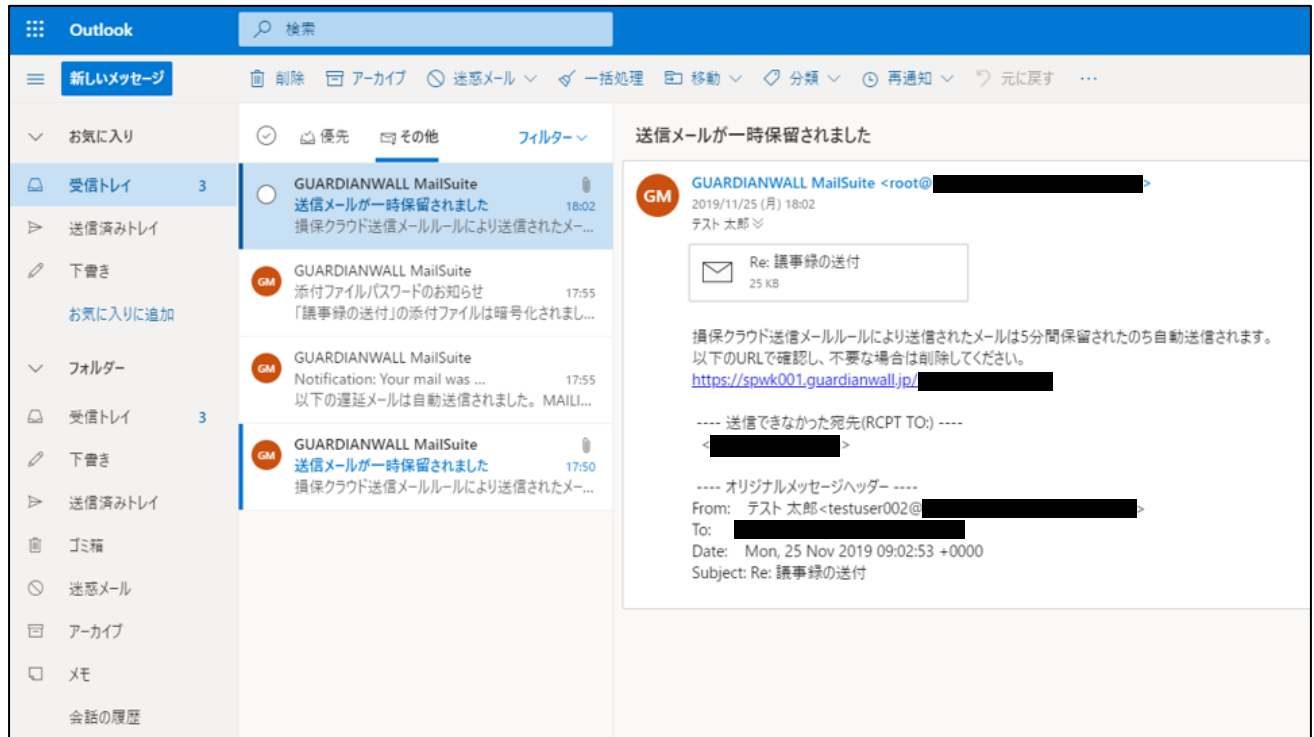 Outlook
検索
新しいメッセージ
削除 アーカイブ 迷惑メール 一括処理 移動 分類 再通知 元に戻す …
お気に入り
受信トレイ 3
送信済みトレイ
下書き
お気に入りに追加
フォルダー
受信トレイ 3
下書き
送信済みトレイ
ゴミ箱
迷惑メール
アーカイブ
メモ
会話の履歴
優先 その他 フィルター
GUARDIANWALL MailSuite
送信メールが一時保留されました 18:02
損保クラウド送信メールルールにより送信されたメー...
GM
GUARDIANWALL MailSuite
添付ファイルパスワードのお知らせ 17:55
「議事録の送付」の添付ファイルは暗号化されまし...
GM
GUARDIANWALL MailSuite
Notification: Your mail was ... 17:55
以下の遅延メールは自動送信されました。MAILI...
GM
GUARDIANWALL MailSuite
送信メールが一時保留されました 17:50
損保クラウド送信メールルールにより送信されたメー...
送信メールが一時保留されました
GM
GUARDIANWALL MailSuite <root@ >
2019/11/25 (月) 18:02
テスト 太郎
Re: 議事録の送付
25 KB
損保クラウド送信メールルールにより送信されたメールは5分間保留されたのち自動送信されます。
以下のURLで確認し、不要な場合は削除してください。
https://spwk001.guardianwall.jp/
---- 送信できなかった宛先(RCPT TO:) ----
< >
---- オリジナルメッセージヘッダー ----
From: テスト 太郎<testuser002@ >
To:
Date: Mon, 25 Nov 2019 09:02:53 +0000
Subject: Re: 議事録の送付